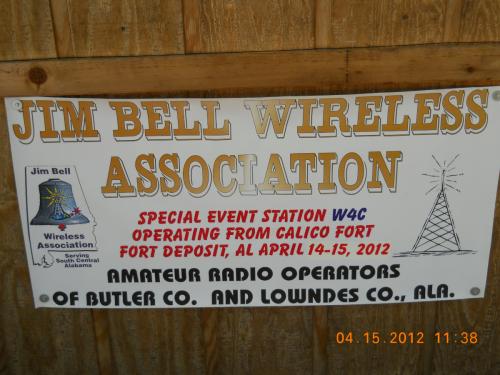 JIM BELL WIRELESS
ASSOCIATION
Jim Bell
Wireless
Association
Serving
South Central
Alabama
SPECIAL EVENT STATION W4C
OPERATING FROM CALICO FORT
FORT DEPOSIT, AL APRIL 14-15, 2012
AMATEUR RADIO OPERATORS
OF BUTLER CO. AND LOWNDES CO., ALA.
04.15.2012 11:38